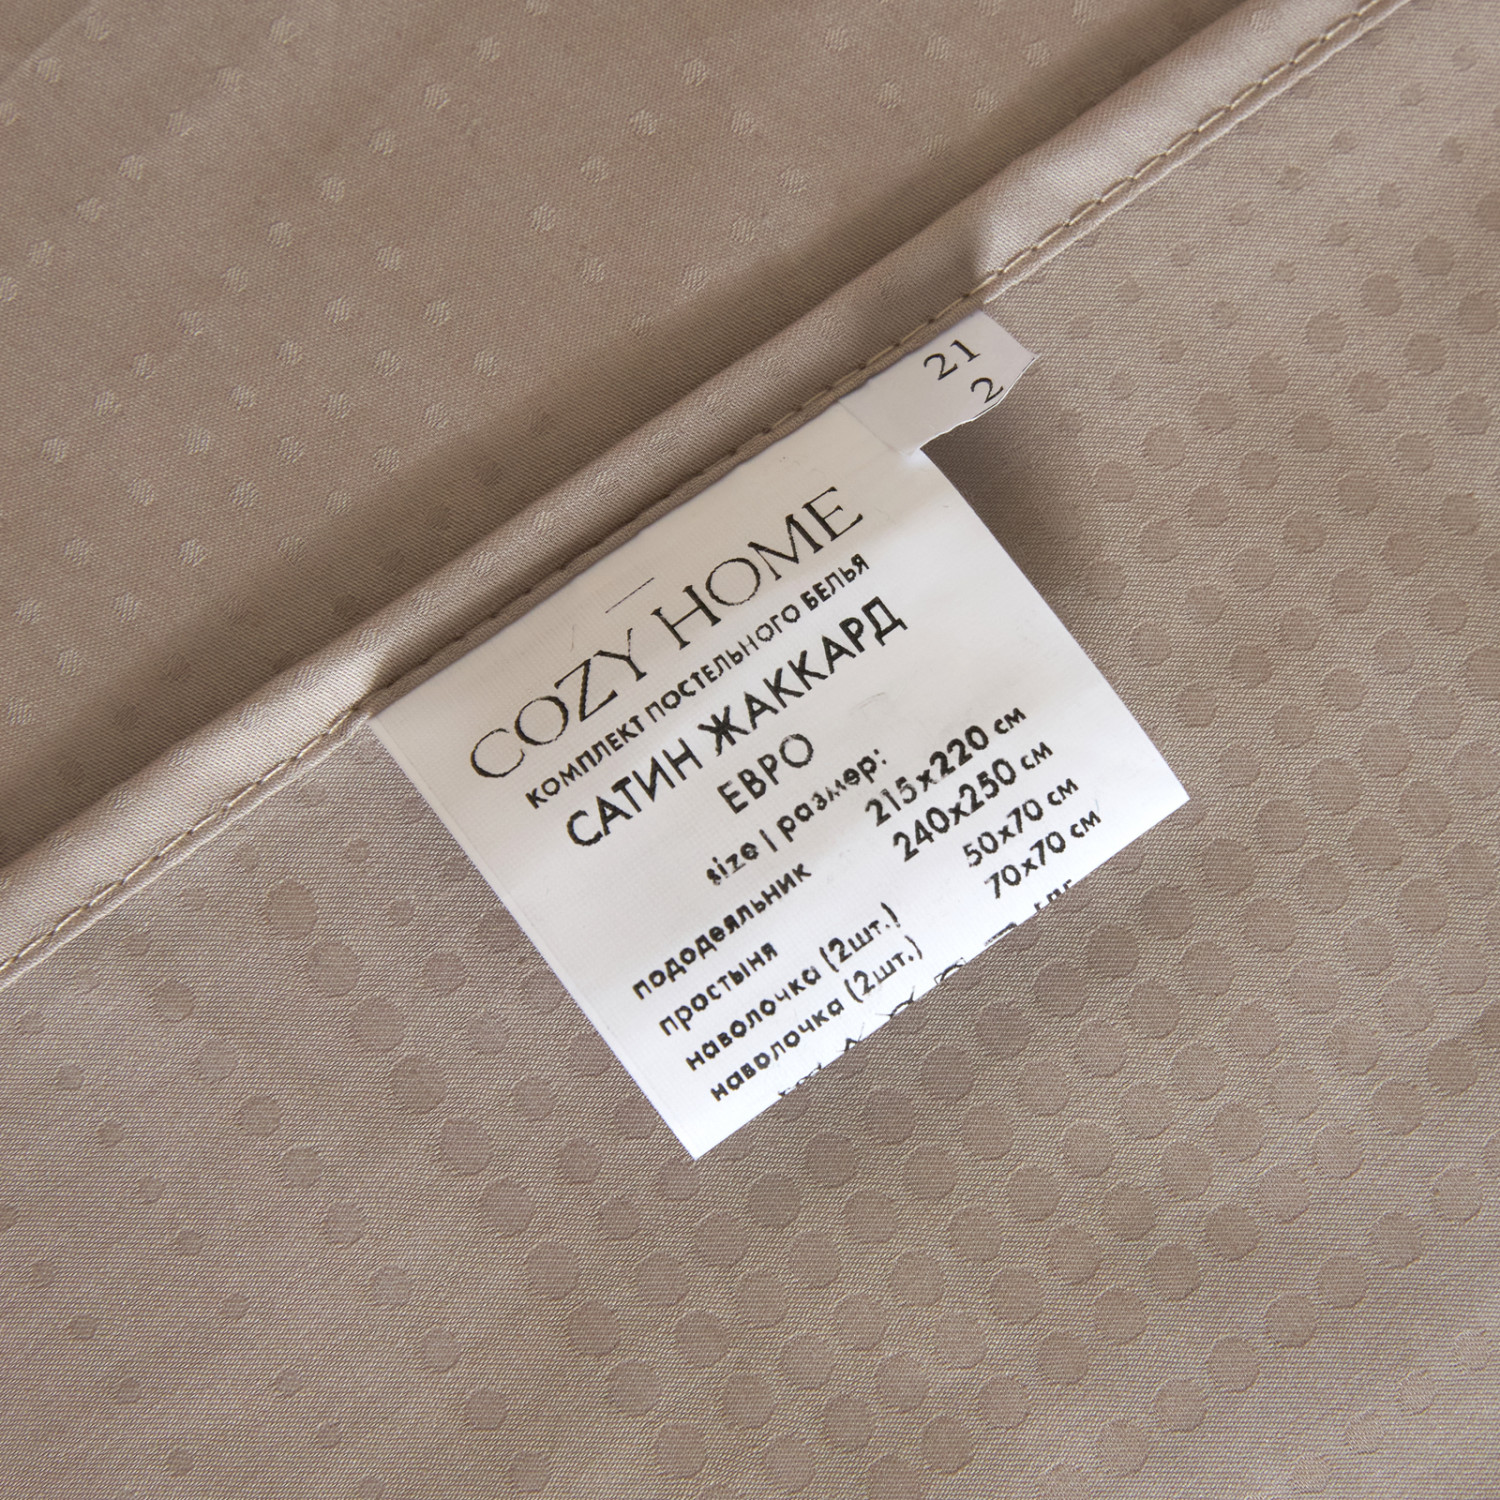 21
2
COZY HOME
КОМПЛЕКТ ПОСТЕЛЬНОГО БЕЛЬЯ
САТИН ЖАККАРД
ЕВРО
size | размер:
пододеяльник 215x220 см
простыня 240x250 см
наволочка (2шт.) 50x70 см
наволочка (2шт.) 70x70 см